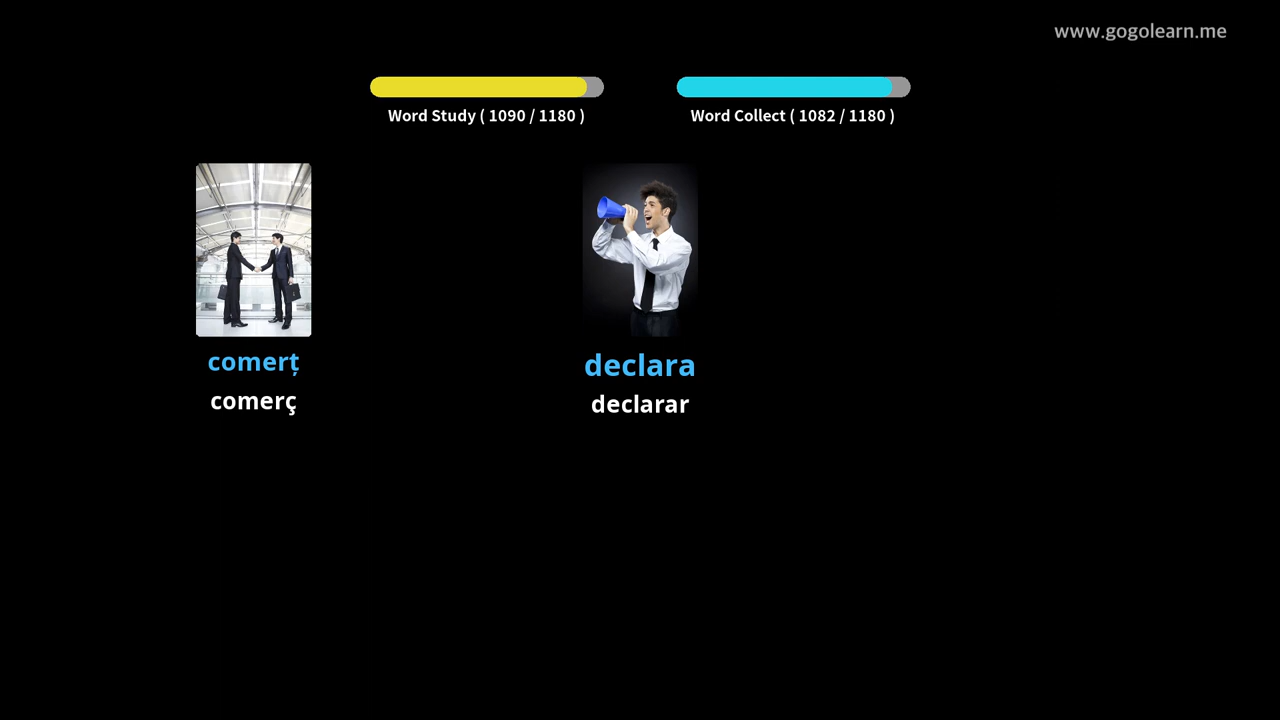 www.gogolearn.me
Word Study ( 1090 / 1180 )
Word Collect ( 1082 / 1180 )
comerț
comerç
declara
declarar